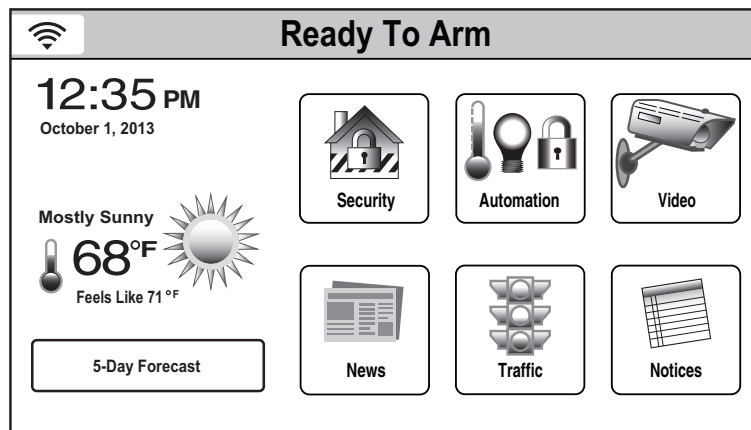 Ready To Arm
12:35 PM
October 1, 2013
Mostly Sunny
68°F
Feels Like 71°F
5-Day Forecast
Security
Automation
Video
News
Traffic
Notices